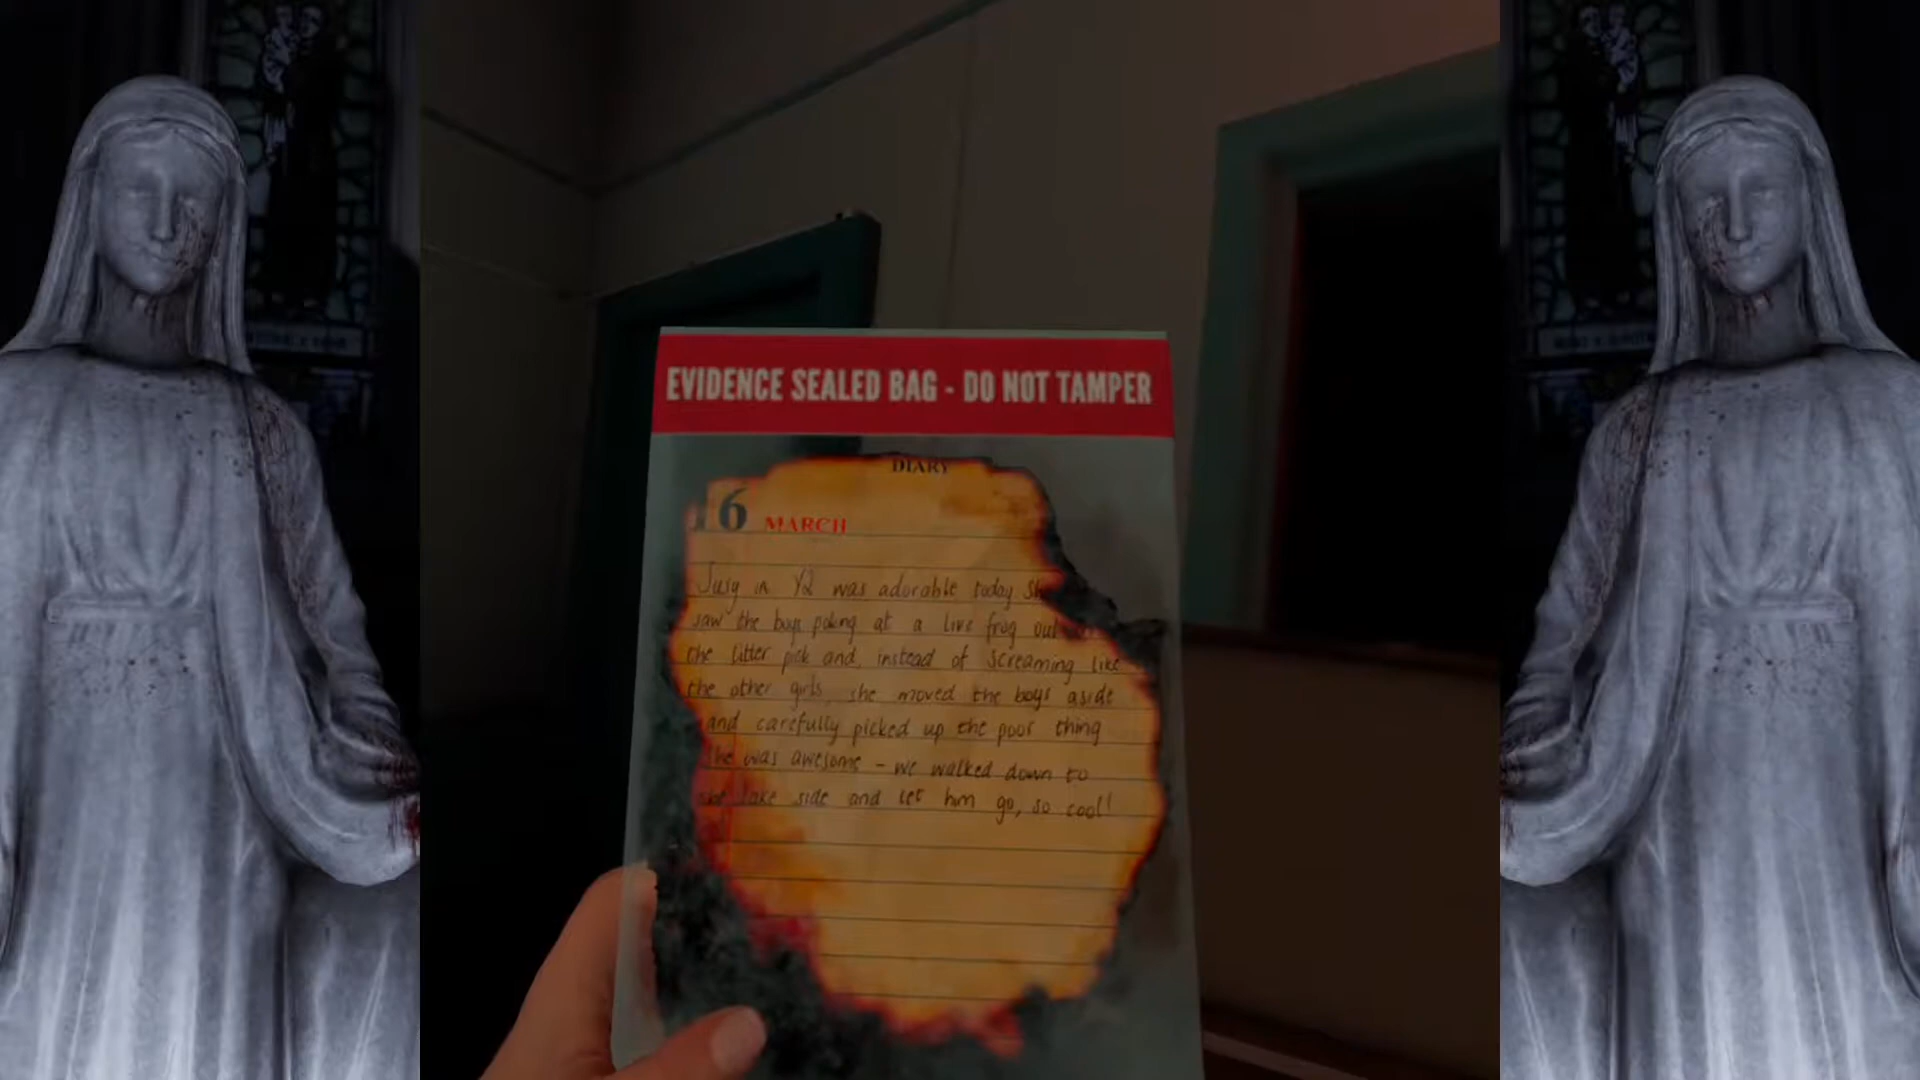 EVIDENCE SEALED BAG - DO NOT TAMPER
DIARY
16 MARCH
in Y2 was adorable today She
saw the boys poking at a live frog out
the litter pick and, instead of screaming like
the other girls, she moved the boys aside
and carefully picked up the poor thing
She was awesome - we walked down to
the lake side and let him go, so cool!